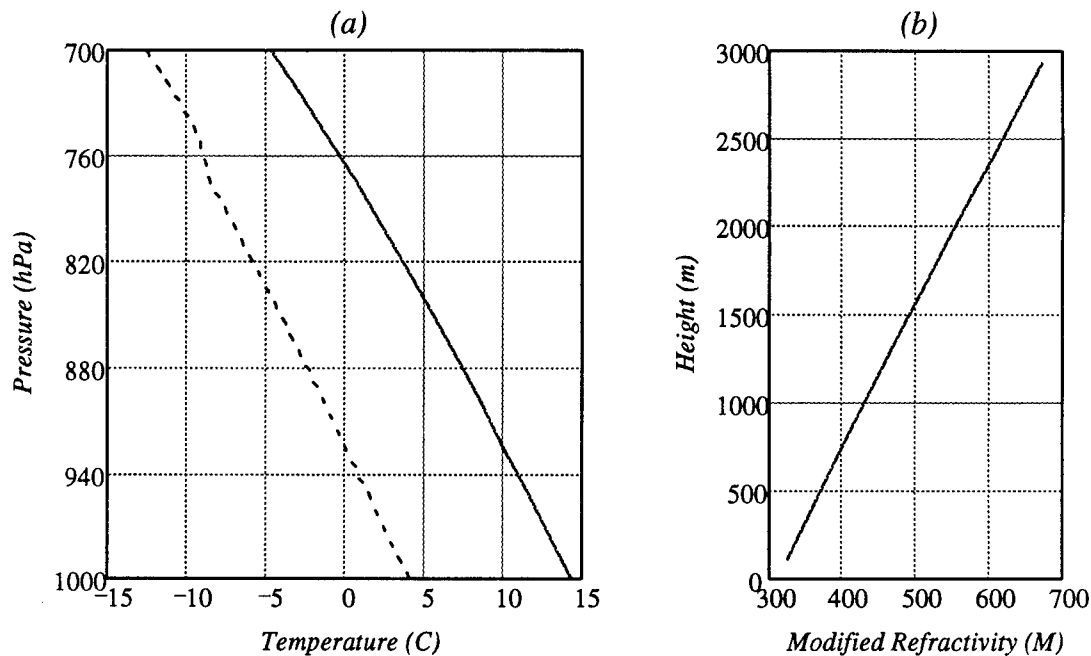 (a)
700
760
820
880
940
1000
Pressure (hPa)
−15 −10 −5 0 5 10 15
Temperature (C)
(b)
3000
2500
2000
1500
1000
500
0
Height (m)
300 400 500 600 700
Modified Refractivity (M)